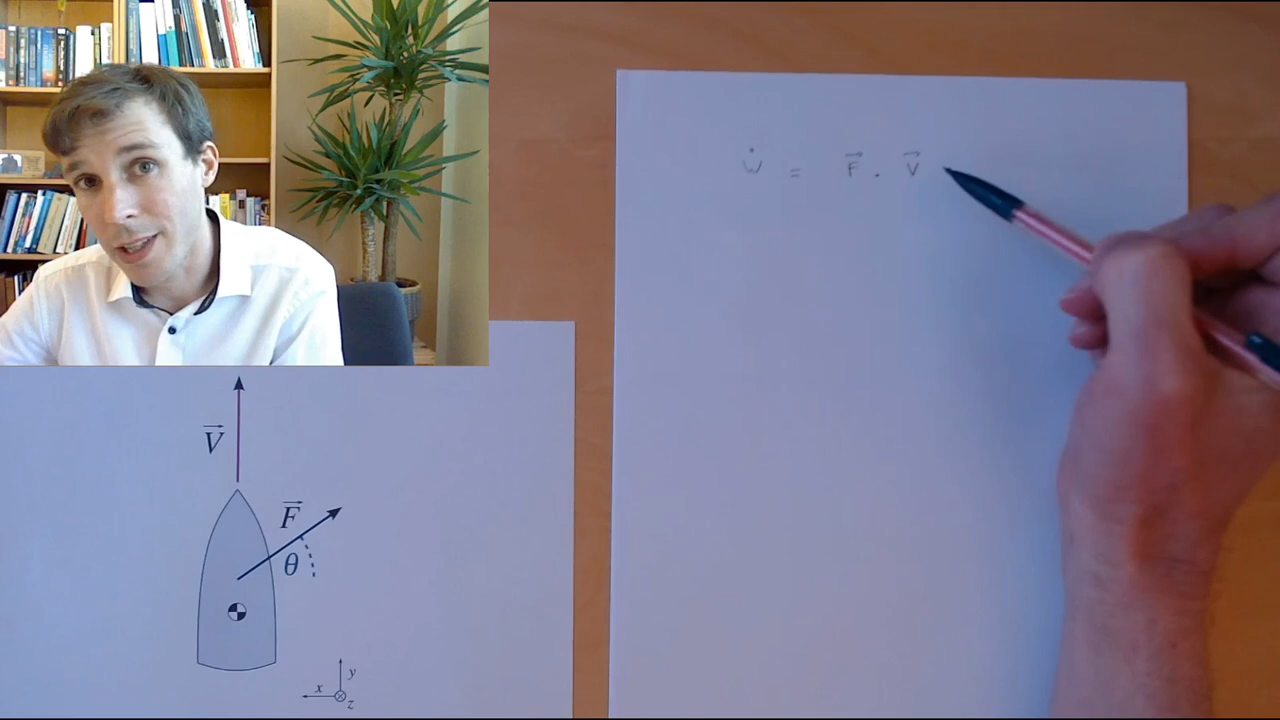 Ẇ = F⃗ . V⃗
V⃗
F⃗
θ
y
x
z